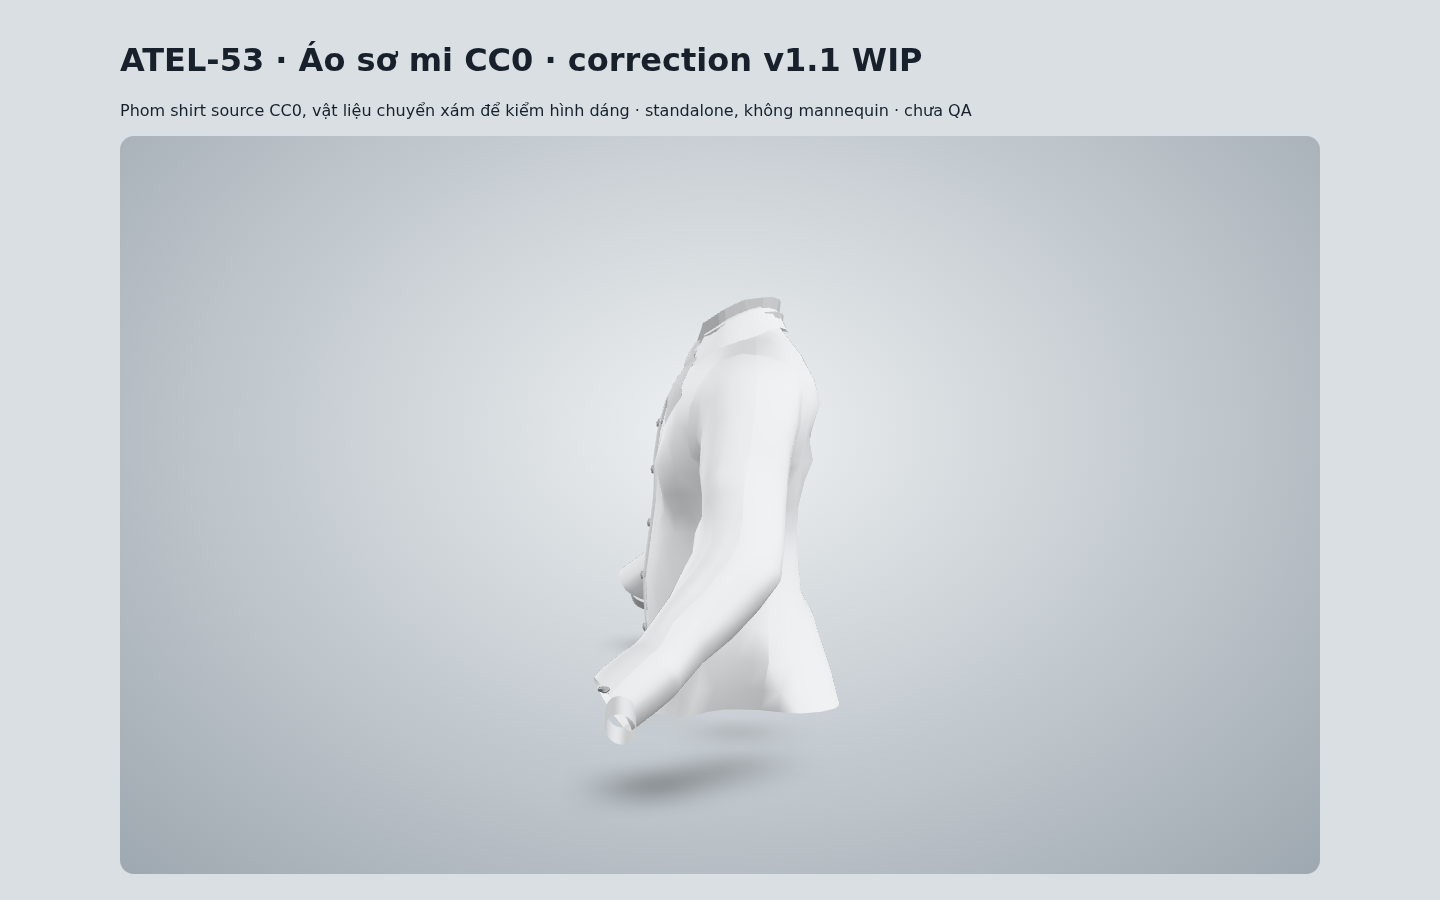 ATEL-53 · Áo sơ mi CC0 · correction v1.1 WIP
Phom shirt source CC0, vật liệu chuyển xám để kiểm hình dáng · standalone, không mannequin · chưa QA